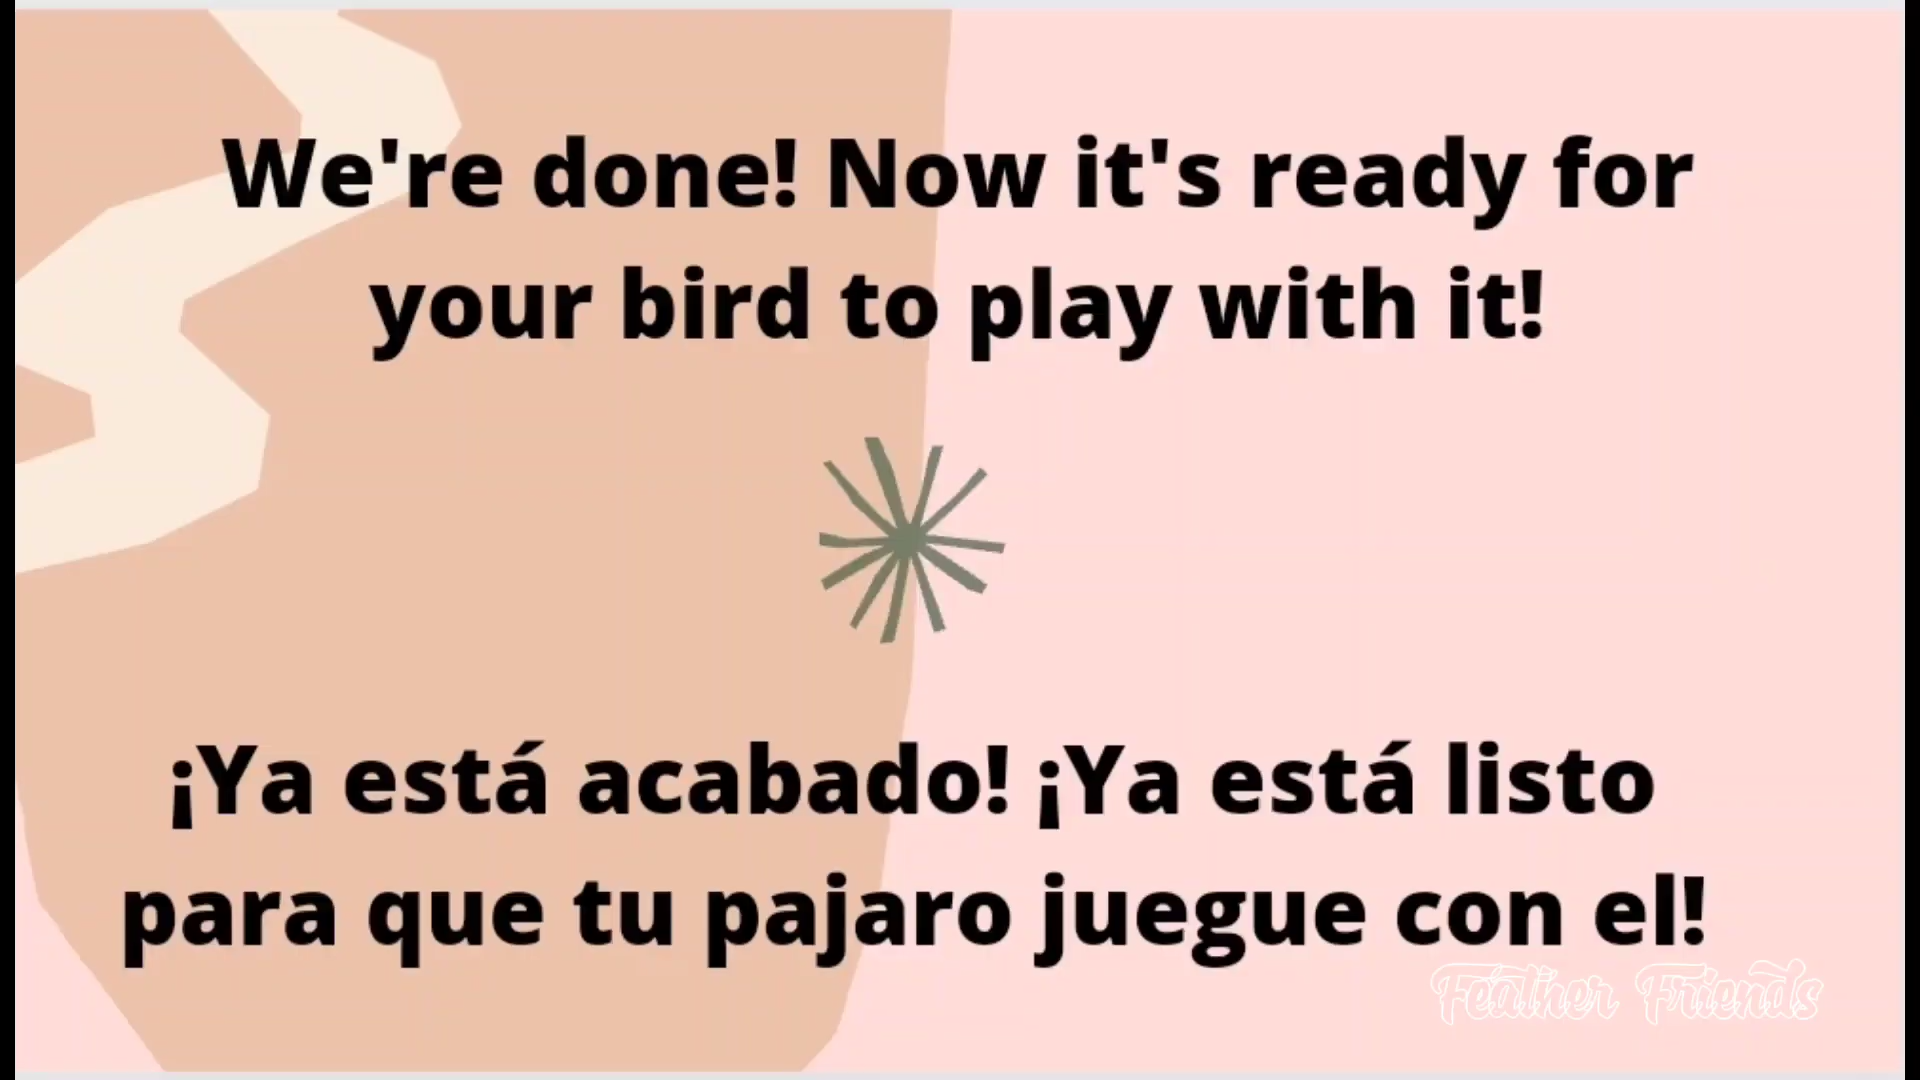 We're done! Now it's ready for
your bird to play with it!
¡Ya está acabado! ¡Ya está listo
para que tu pajaro juegue con el!
Feather Friends